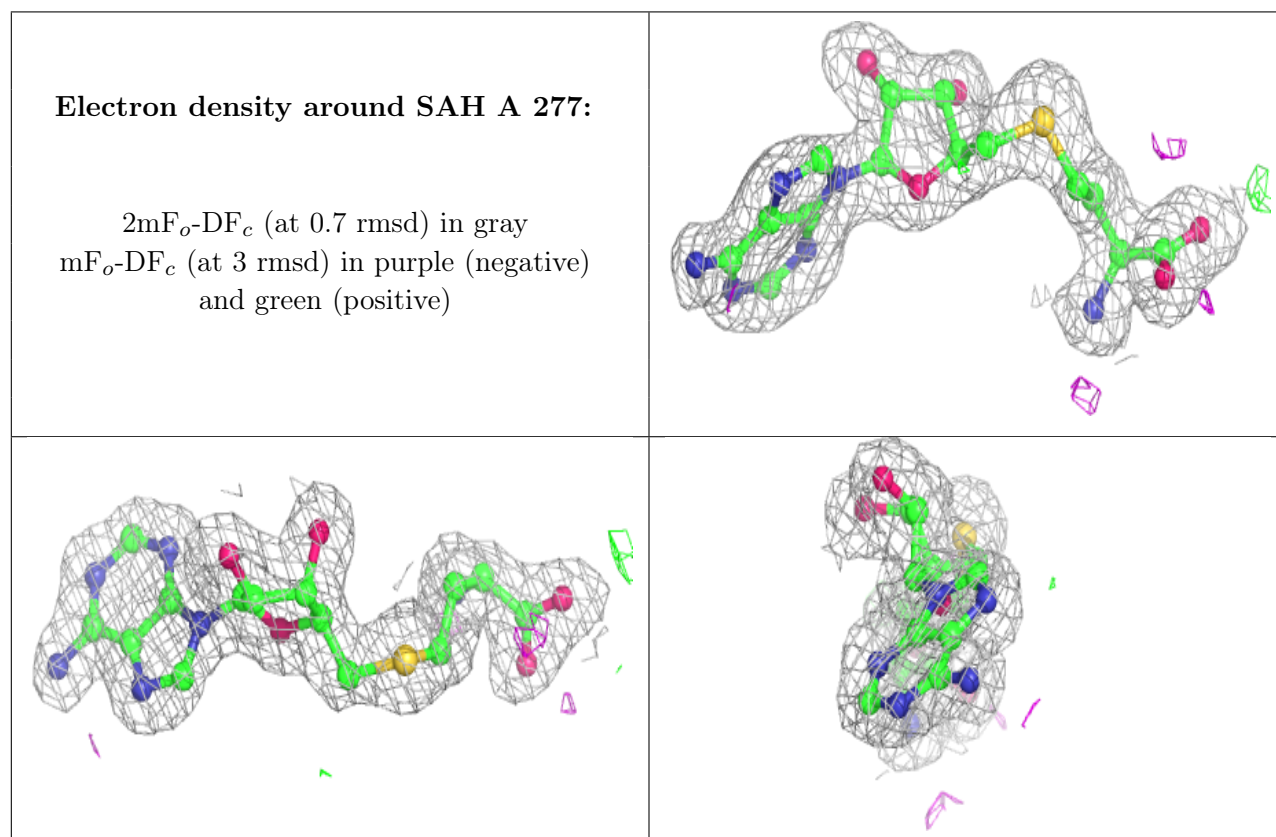 Electron density around SAH A 277:
2mFₒ-DF𝑐 (at 0.7 rmsd) in gray
mFₒ-DF𝑐 (at 3 rmsd) in purple (negative)
and green (positive)